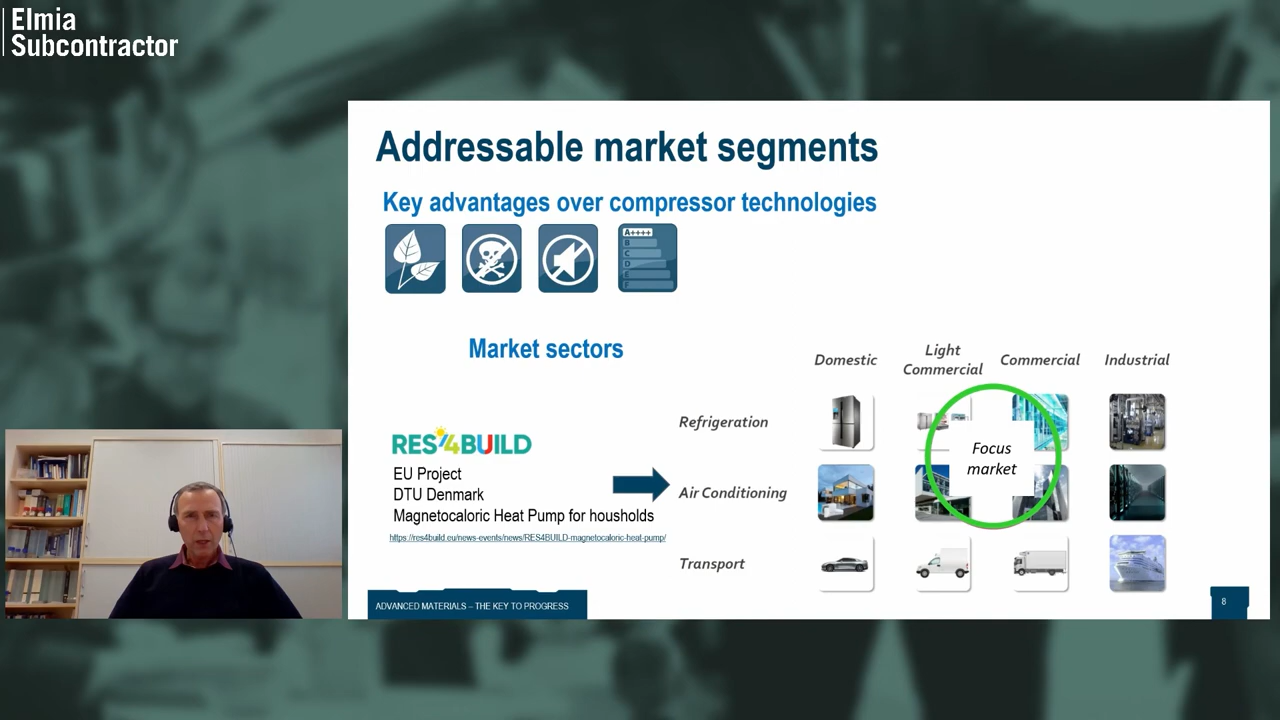 Elmia
Subcontractor
Addressable market segments
Key advantages over compressor technologies
A++++
B
C
D
E
F
Market sectors
Domestic
Light
Commercial
Commercial
Industrial
Refrigeration
RES4BUILD
Focus
market
EU Project
DTU Denmark
Air Conditioning
Magnetocaloric Heat Pump for housholds
https://res4build.eu/news-events/news/RES4BUILD-magnetocaloric-heat-pump/
Transport
ADVANCED MATERIALS – THE KEY TO PROGRESS
8